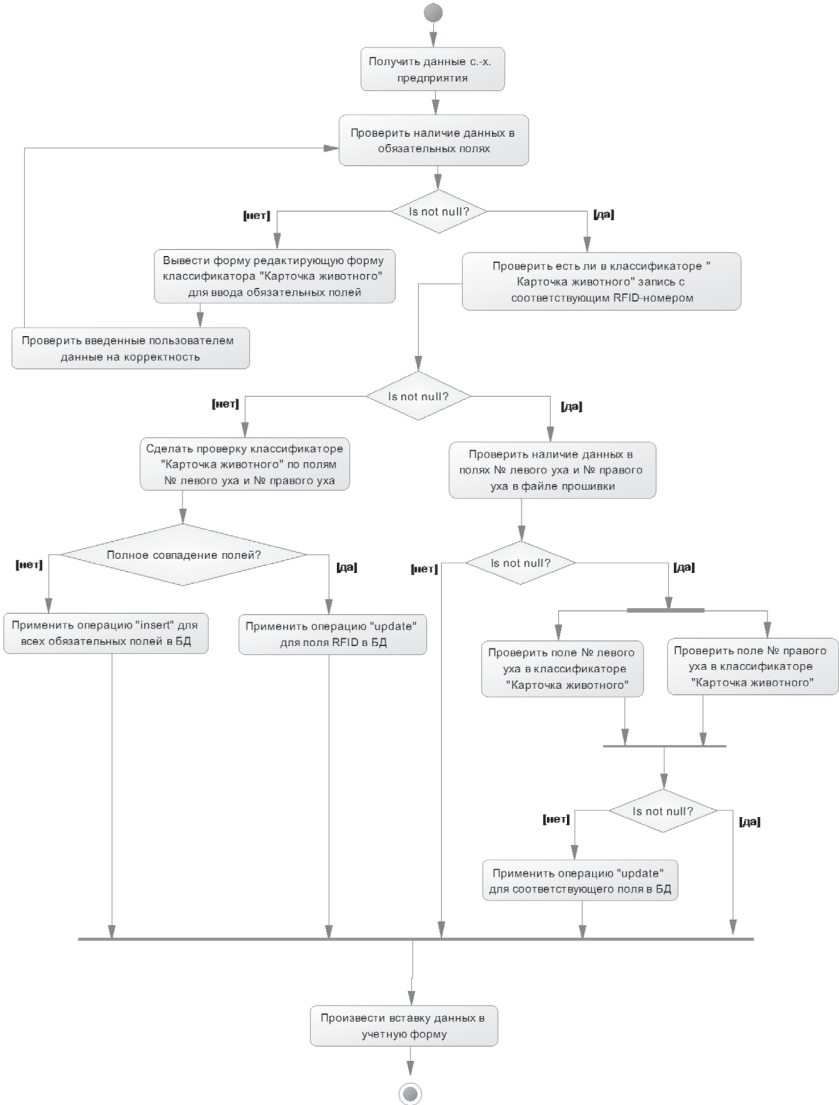 Получить данные с.-х.
предприятия
Проверить наличие данных в
обязательных полях
Is not null?
[нет]
[да]
Вывести форму редактирующую форму
классификатора "Карточка животного"
для ввода обязательных полей
Проверить есть ли в классификаторе "
Карточка животного" запись с
соответствующим RFID-номером
Проверить введенные пользователем
данные на корректность
Is not null?
[нет]
[да]
Сделать проверку классификаторе
"Карточка животного" по полям
№ левого уха и № правого уха
Проверить наличие данных в
полях № левого уха и № правого
уха в файле прошивки
Полное совпадение полей?
[нет]
[да]
Is not null?
[нет]
[да]
Применить операцию "insert" для
всех обязательных полей в БД
Применить операцию "update"
для поля RFID в БД
Проверить поле № левого
уха в классификаторе
"Карточка животного"
Проверить поле № правого
уха в классификаторе
"Карточка животного"
Is not null?
[нет]
[да]
Применить операцию "update"
для соответствующего поля в БД
Произвести вставку данных в
учетную форму